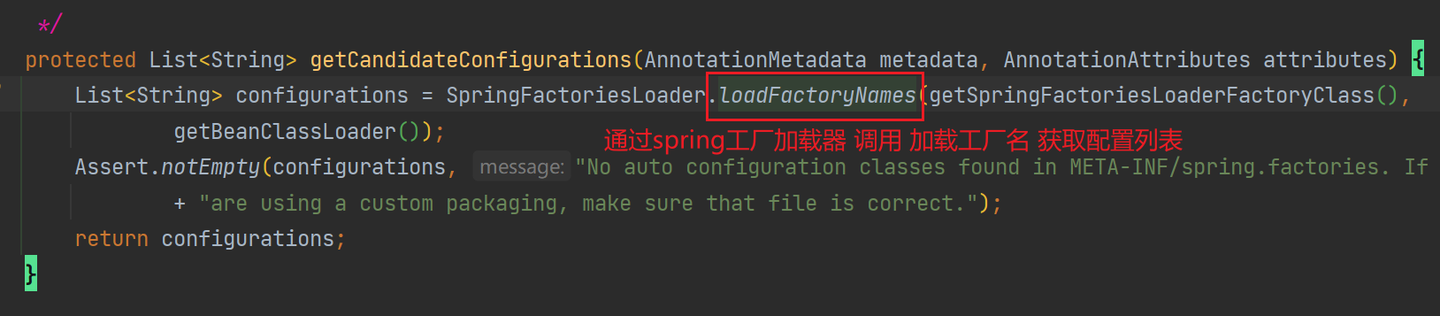 */
protected List<String> getCandidateConfigurations(AnnotationMetadata metadata, AnnotationAttributes attributes) {
List<String> configurations = SpringFactoriesLoader.loadFactoryNames(getSpringFactoriesLoaderFactoryClass(),
getBeanClassLoader());
通过spring工厂加载器 调用 加载工厂名 获取配置列表
Assert.notEmpty(configurations, message: "No auto configuration classes found in META-INF/spring.factories. If
+ "are using a custom packaging, make sure that file is correct.");
return configurations;
}